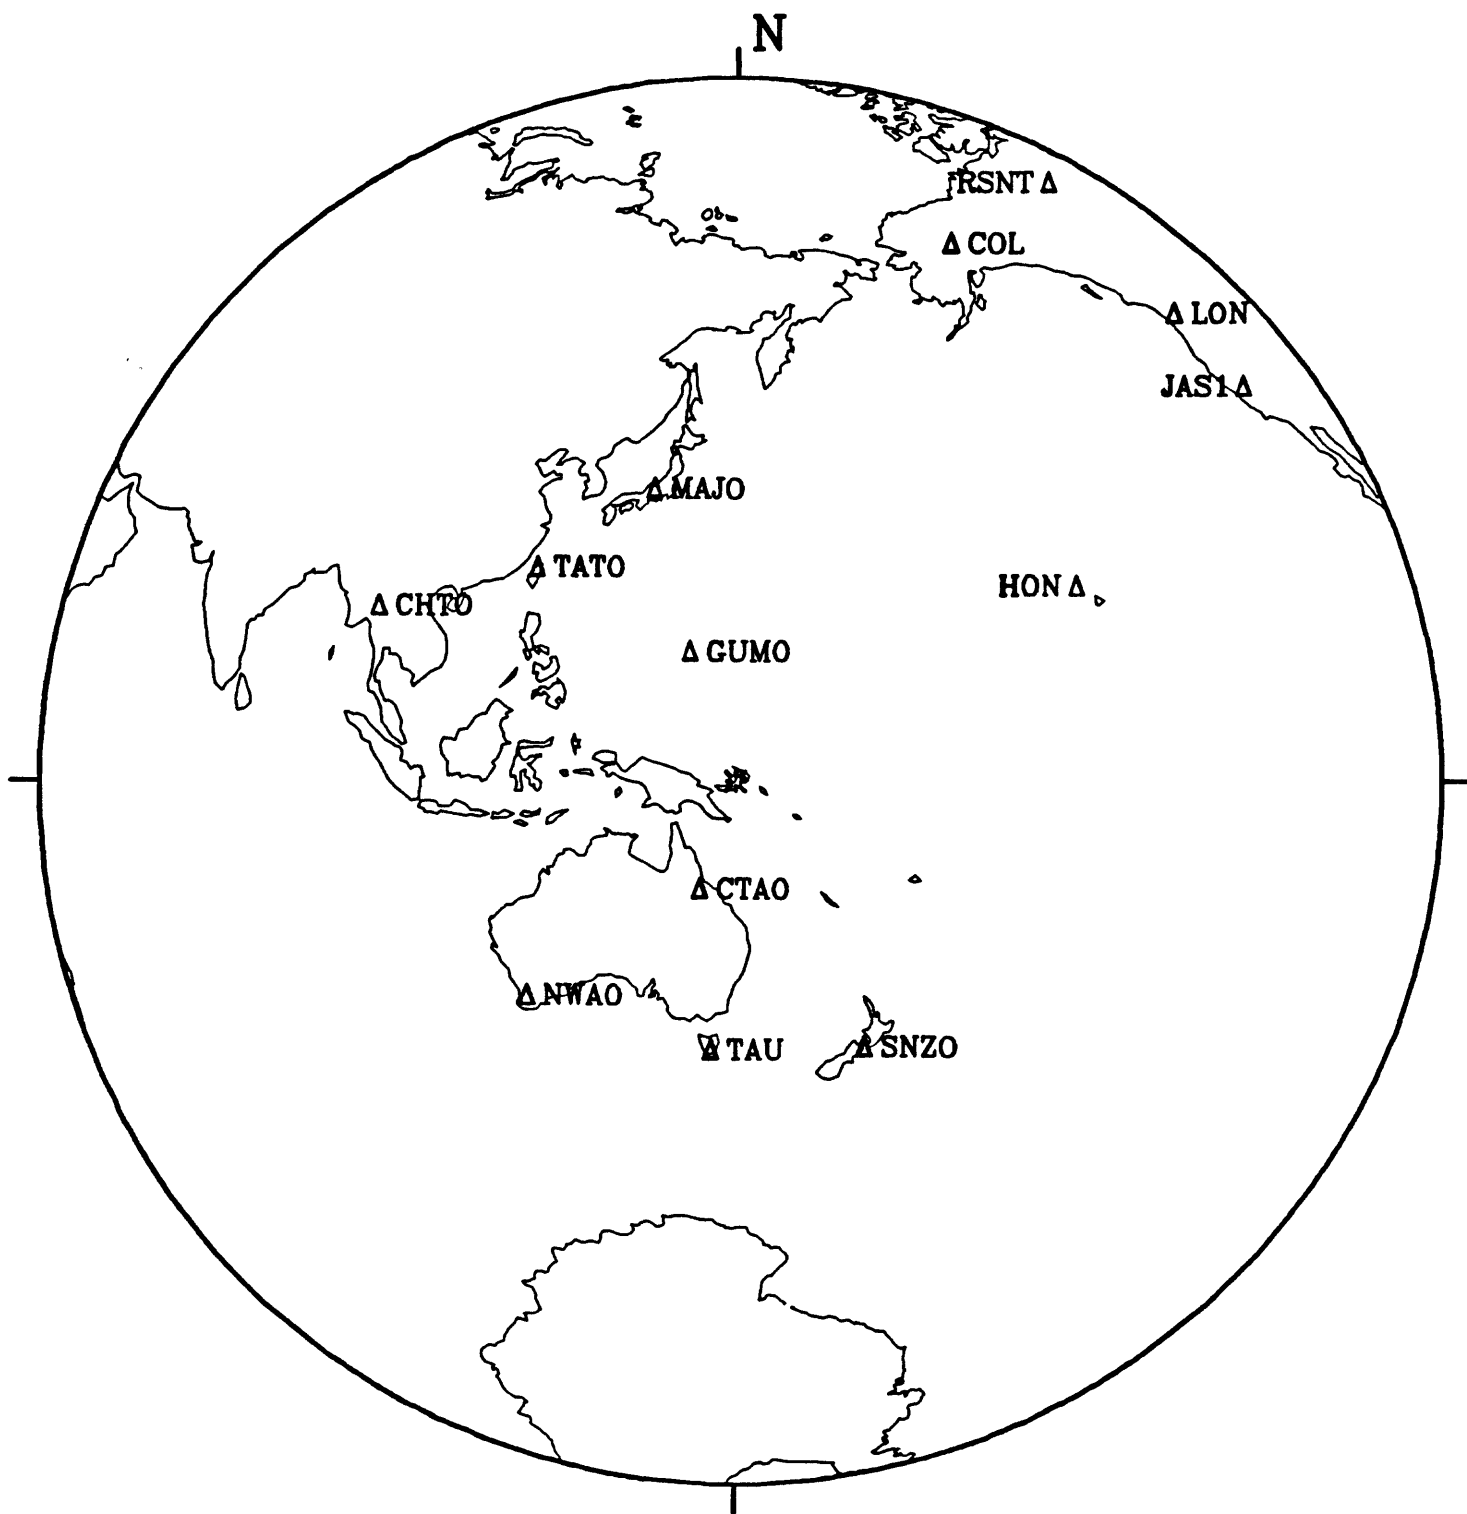 N
RSNT
COL
LON
JAS1
MAJO
TATO
HON
CHTO
GUMO
CTAO
NWAO
TAU
SNZO